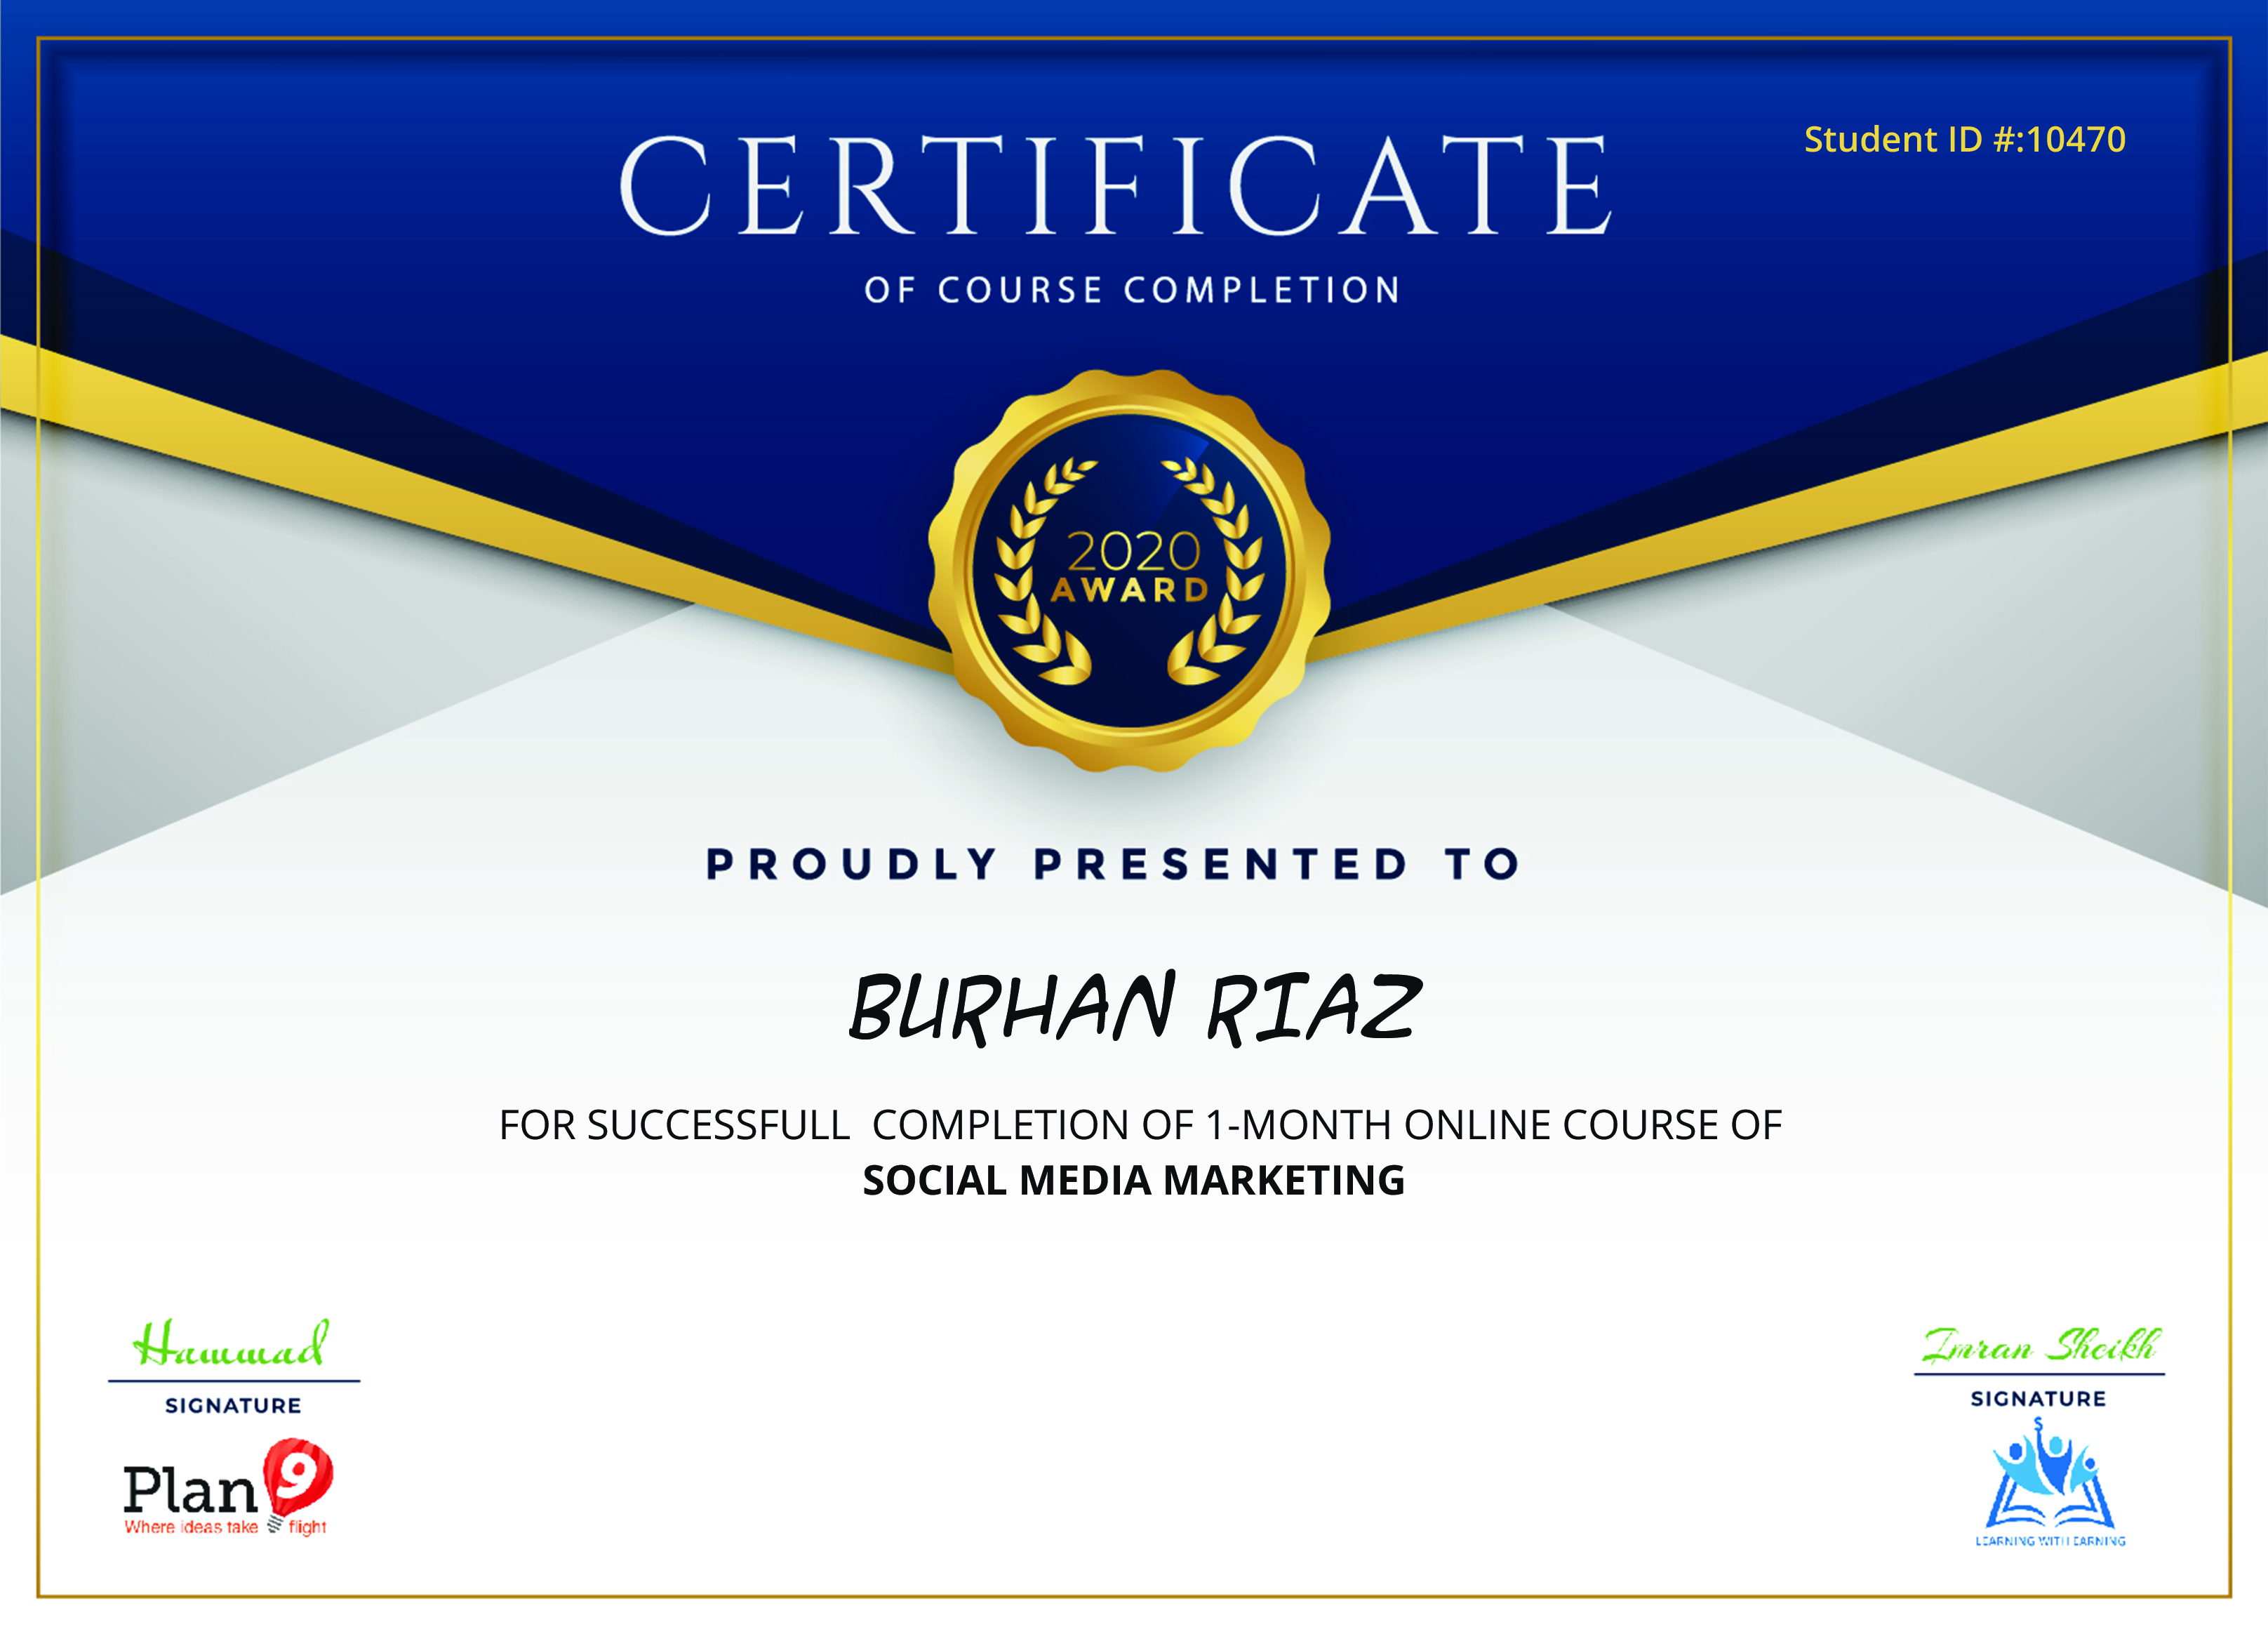 Student ID #:10470
CERTIFICATE
OF COURSE COMPLETION
2020
AWARD
PROUDLY PRESENTED TO
BURHAN RIAZ
FOR SUCCESSFULL  COMPLETION OF 1-MONTH ONLINE COURSE OF
SOCIAL MEDIA MARKETING
Hammad
SIGNATURE
Plan 9
Where ideas take flight
Imran Sheikh
SIGNATURE
$
LEARNING WITH EARNING